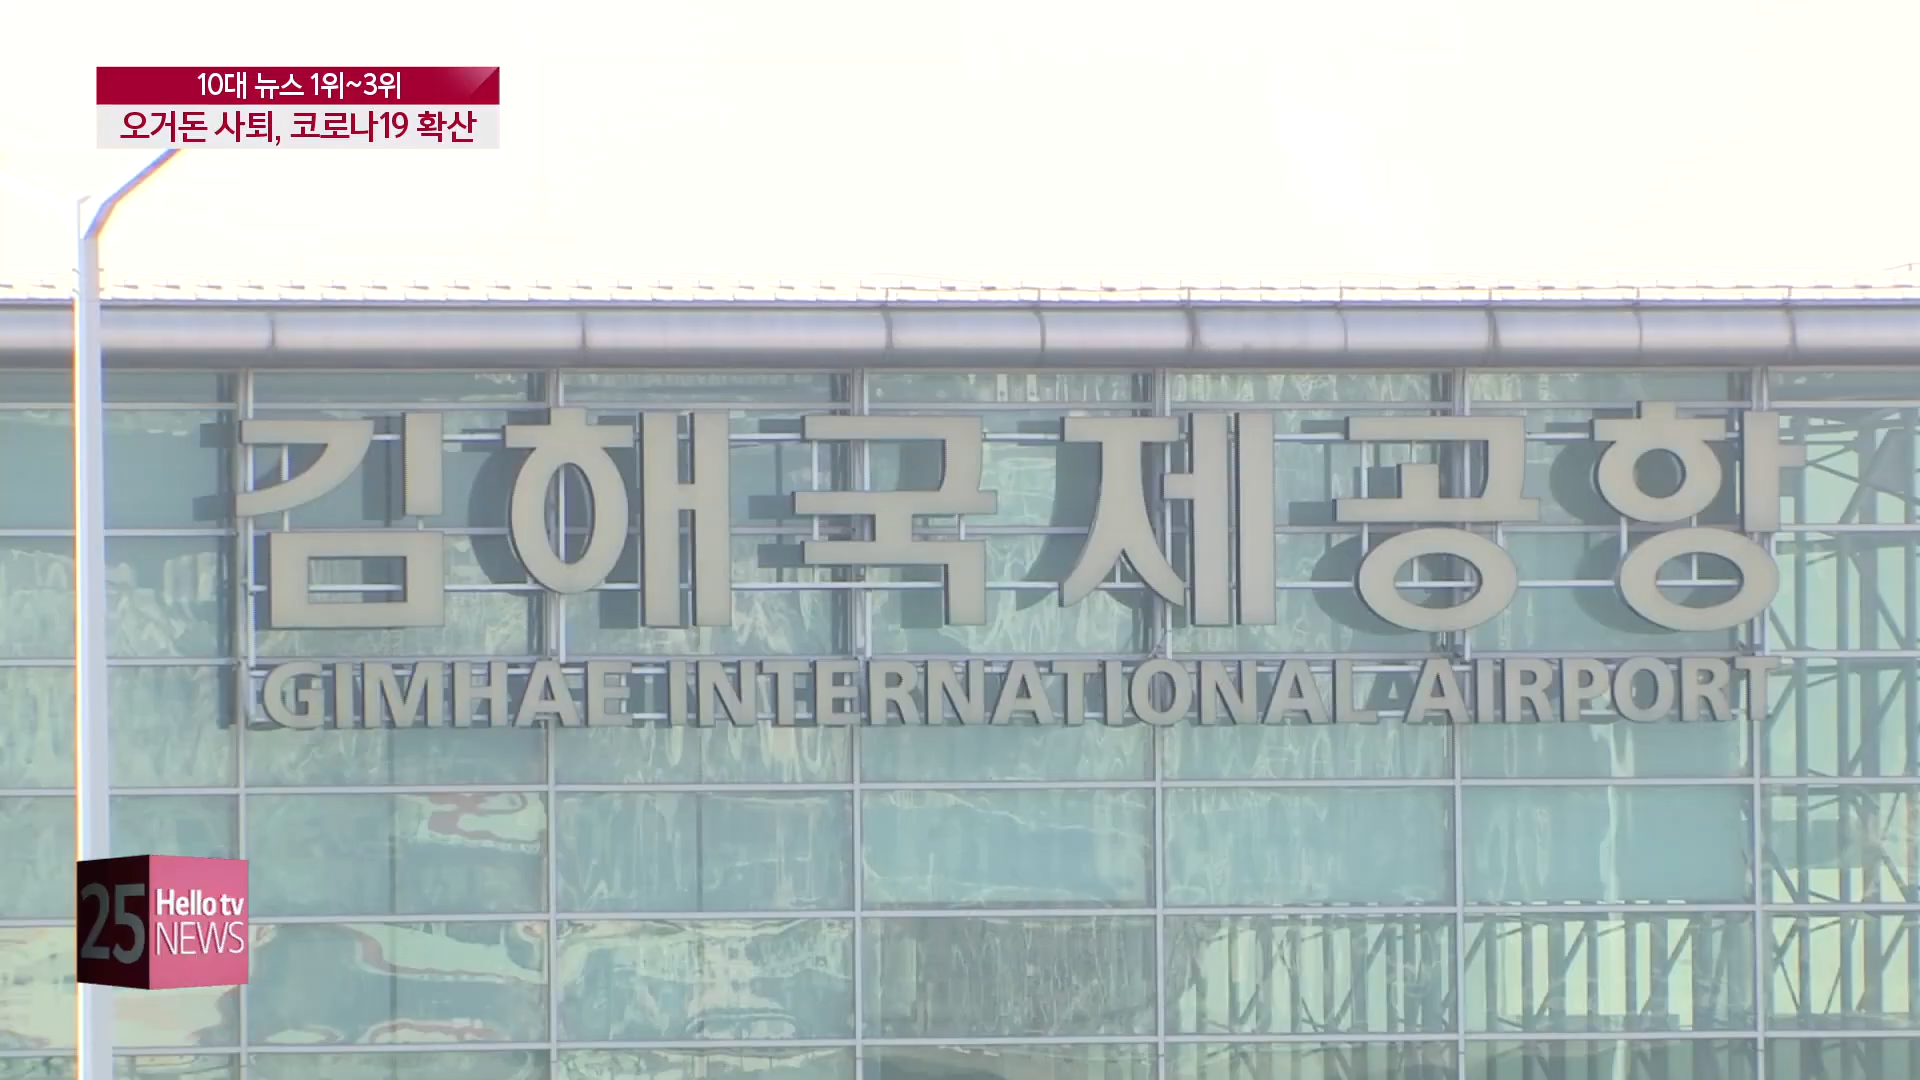 10대 뉴스 1위~3위
오거돈 사퇴, 코로나19 확산
김해국제공항
GIMHAE INTERNATIONAL AIRPORT
25
Hello tv
NEWS